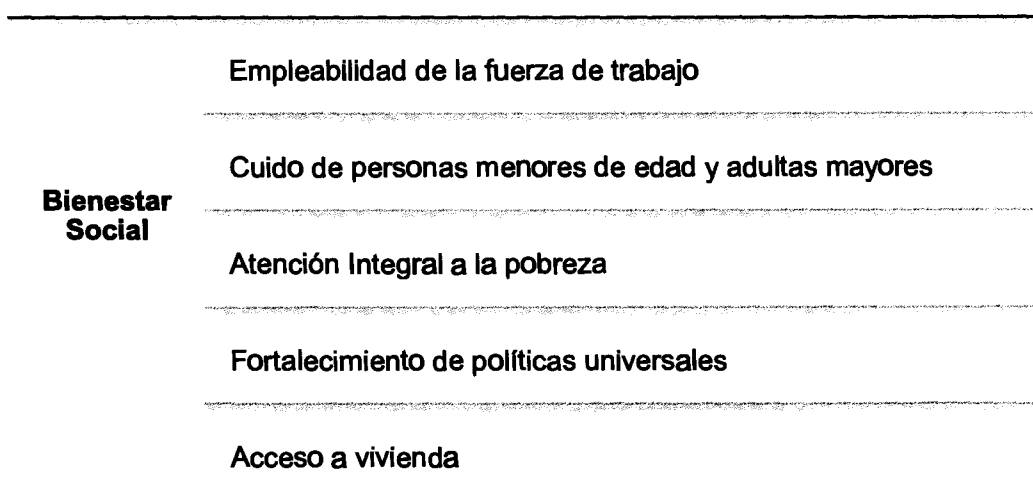 Empleabilidad de la fuerza de trabajo
Cuido de personas menores de edad y adultas mayores
Bienestar
Social
Atención Integral a la pobreza
Fortalecimiento de políticas universales
Acceso a vivienda